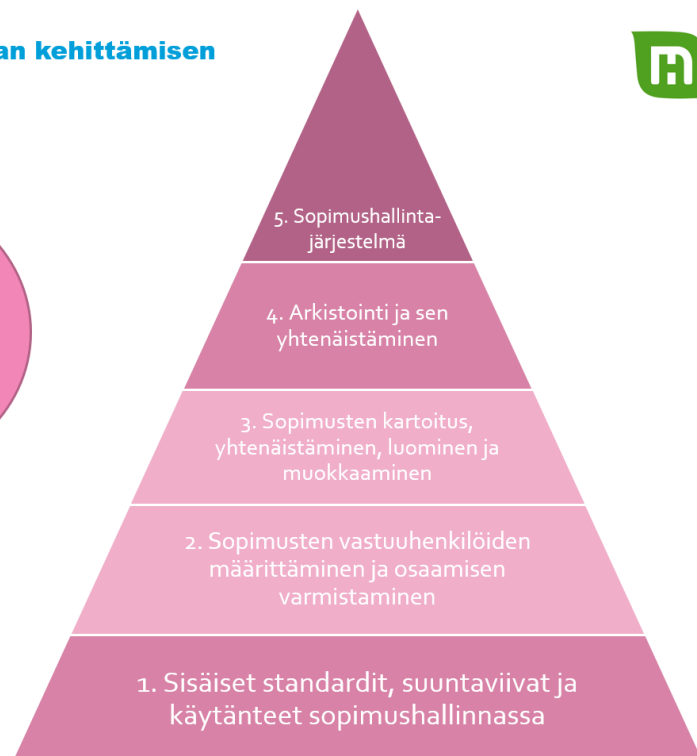 an kehittämisen
5. Sopimushallinta-
järjestelmä
4. Arkistointi ja sen
yhtenäistäminen
3. Sopimusten kartoitus,
yhtenäistäminen, luominen ja
muokkaaminen
2. Sopimusten vastuuhenkilöiden
määrittäminen ja osaamisen
varmistaminen
1. Sisäiset standardit, suuntaviivat ja
käytänteet sopimushallinnassa